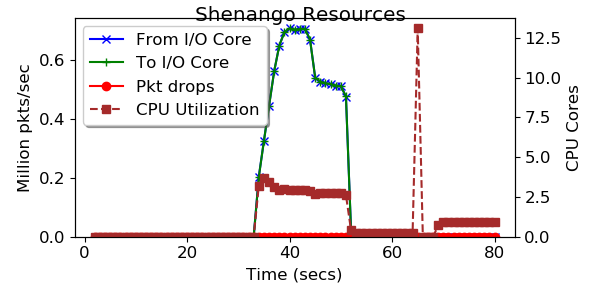 Shenango Resources
From I/O Core
To I/O Core
Pkt drops
CPU Utilization
Million pkts/sec
0.6
0.4
0.2
0.0
12.5
10.0
7.5
5.0
2.5
0.0
CPU Cores
0
20
40
60
80
Time (secs)